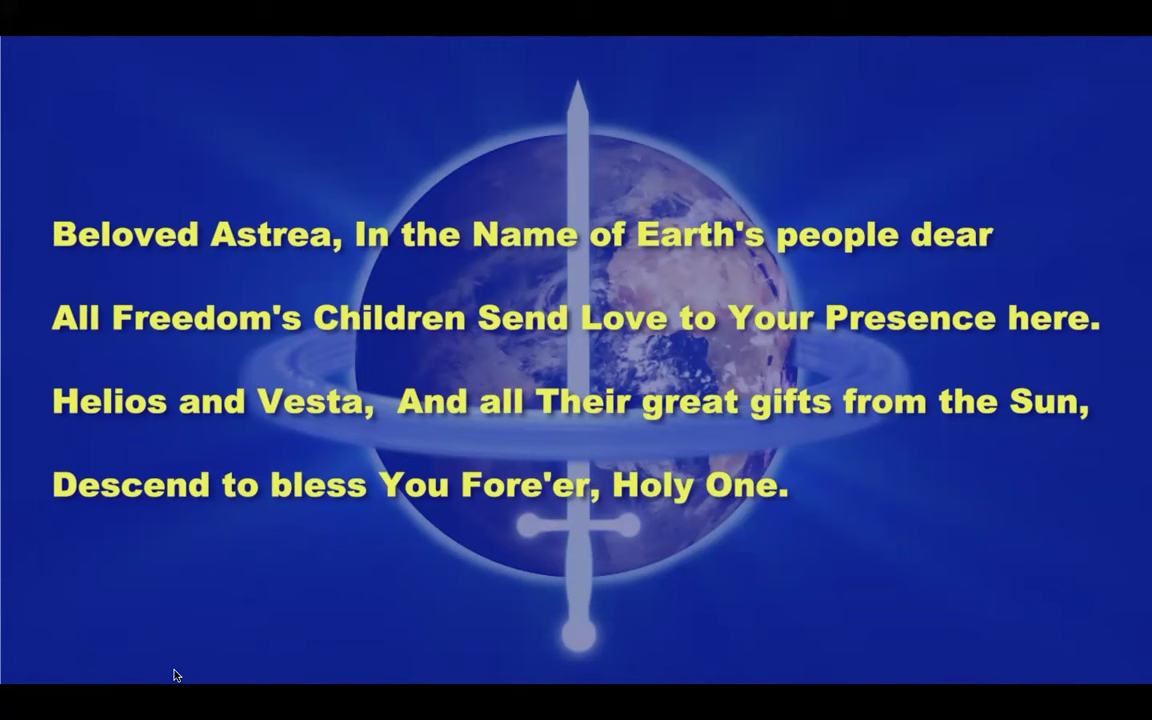 Beloved Astrea, In the Name of Earth's people dear
All Freedom's Children Send Love to Your Presence here.
Helios and Vesta,  And all Their great gifts from the Sun,
Descend to bless You Fore'er, Holy One.